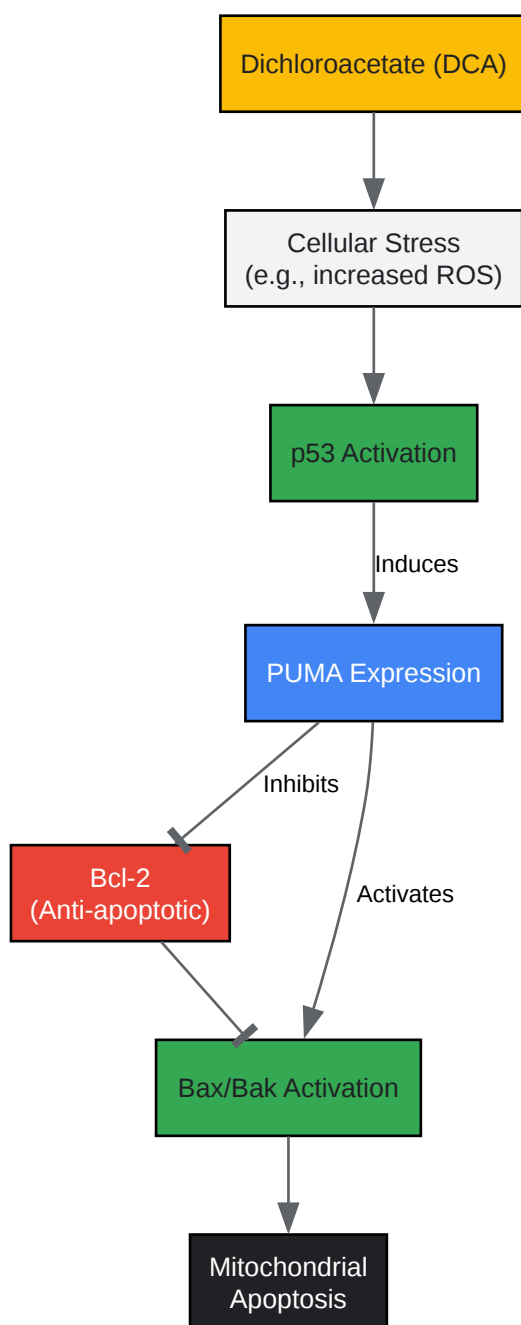 Dichloroacetate (DCA)
Cellular Stress
(e.g., increased ROS)
p53 Activation
Induces
PUMA Expression
Inhibits
Bcl-2
(Anti-apoptotic)
Activates
Bax/Bak Activation
Mitochondrial
Apoptosis